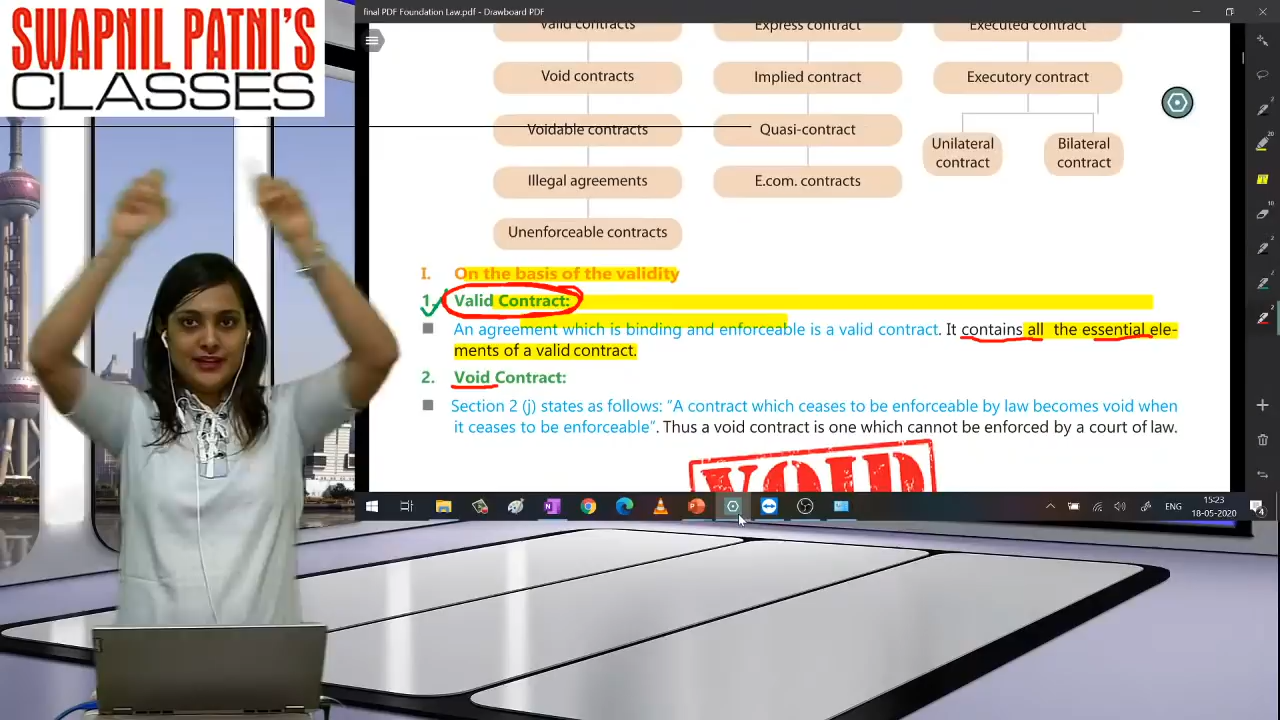 SWAPNIL PATNI'S
CLASSES
final PDF Foundation Law.pdf - Drawboard PDF
Valid contracts
Express contract
Executed contract
Void contracts
Implied contract
Executory contract
Voidable contracts
Quasi-contract
Unilateral
contract
Bilateral
contract
Illegal agreements
E.com. contracts
Unenforceable contracts
I. On the basis of the validity
1. Valid Contract:
An agreement which is binding and enforceable is a valid contract. It contains all the essential ele-
ments of a valid contract.
2. Void Contract:
Section 2 (j) states as follows: "A contract which ceases to be enforceable by law becomes void when
it ceases to be enforceable". Thus a void contract is one which cannot be enforced by a court of law.
VOID
ENG
15:23
18-05-2020